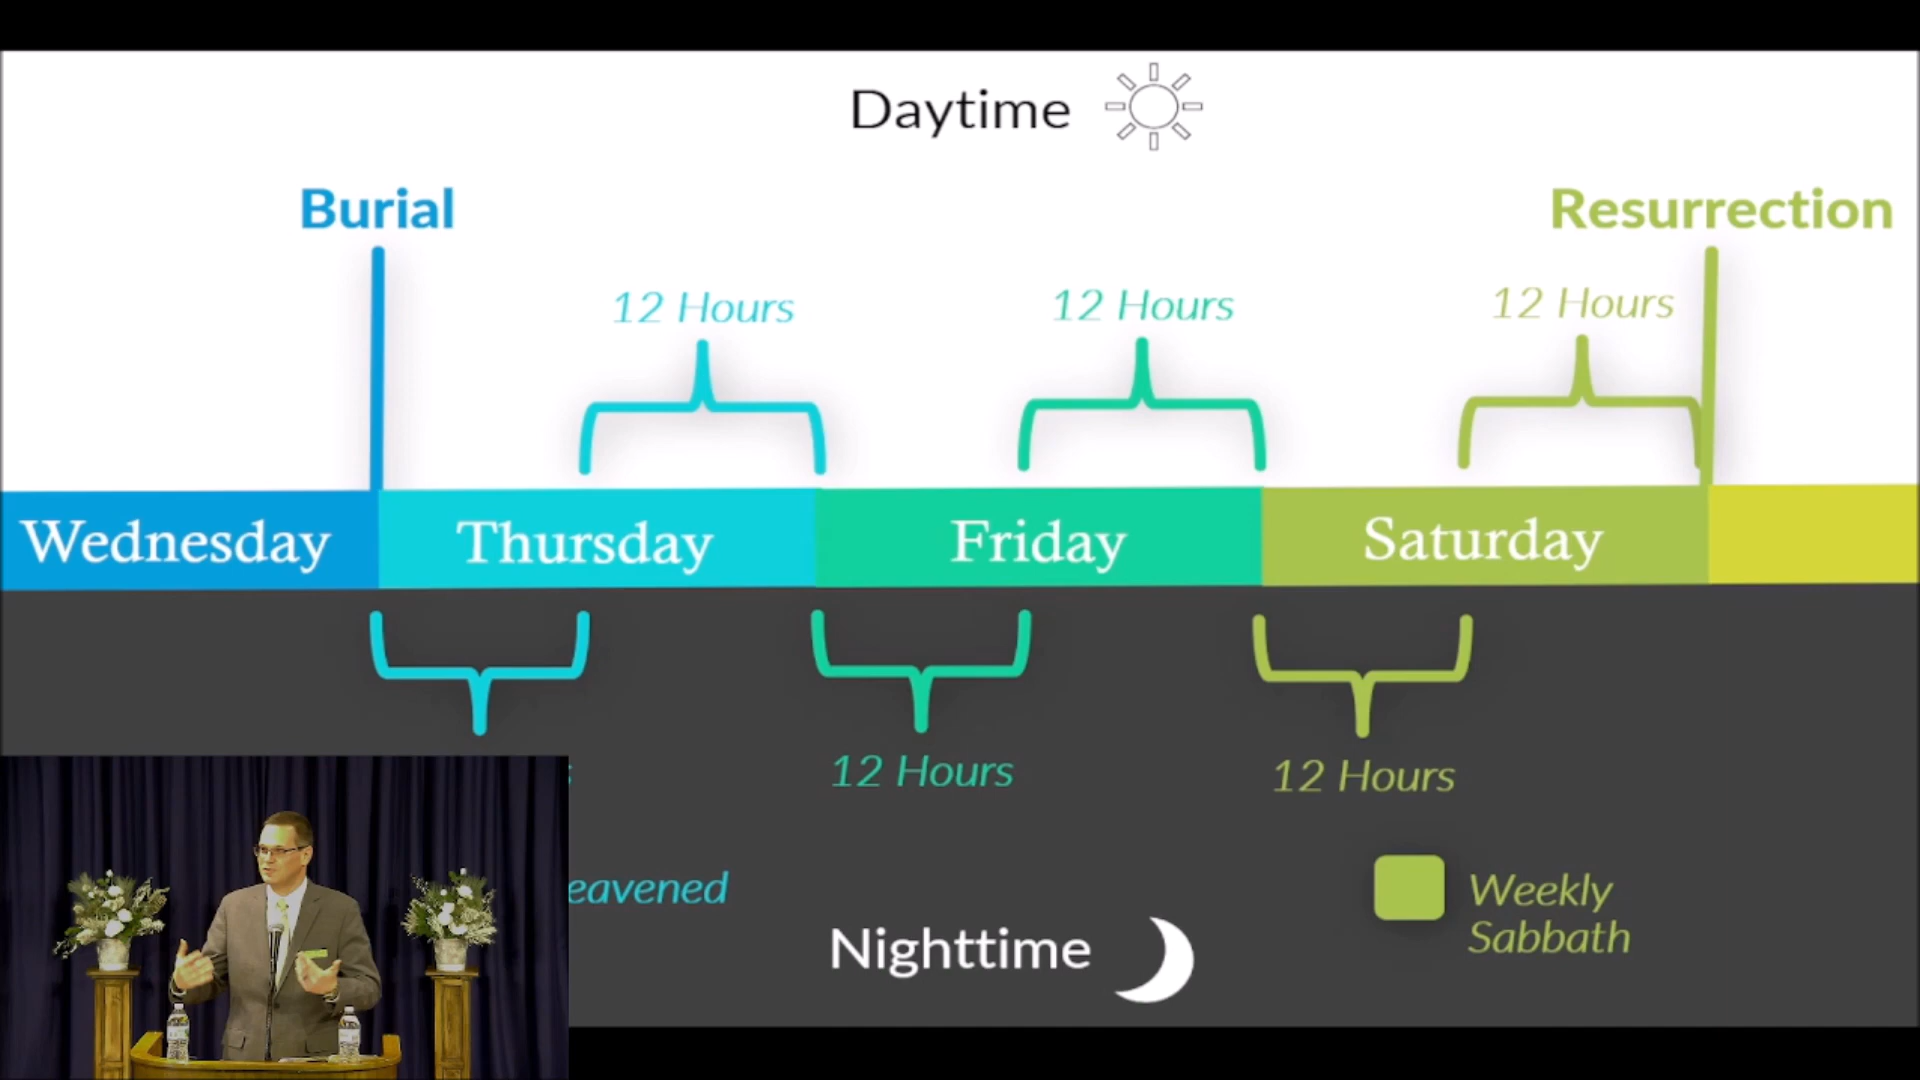 Daytime
Burial
Resurrection
12 Hours
12 Hours
12 Hours
Wednesday
Thursday
Friday
Saturday
12 Hours
12 Hours
eavened
Weekly
Sabbath
Nighttime